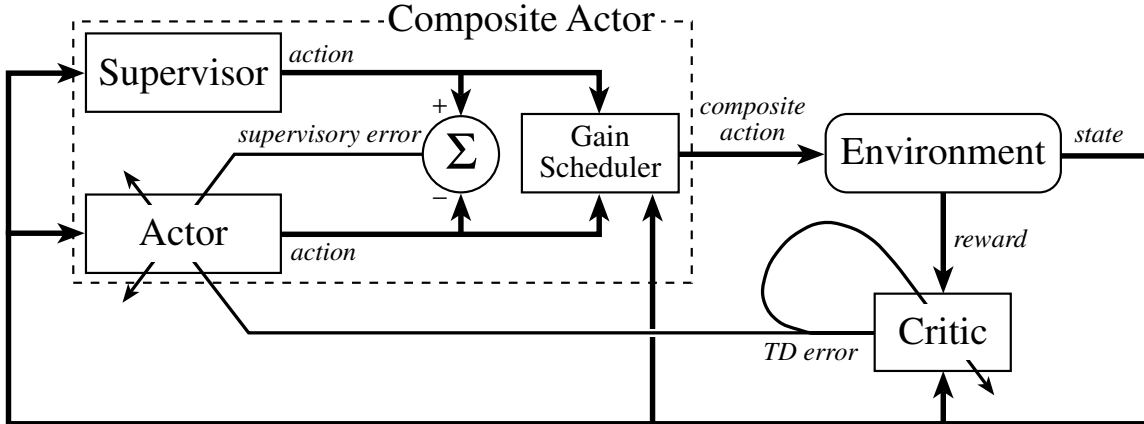 Composite Actor
Supervisor
action
+
supervisory error
Σ
−
Gain
Scheduler
composite
action
Environment
state
Actor
action
reward
Critic
TD error